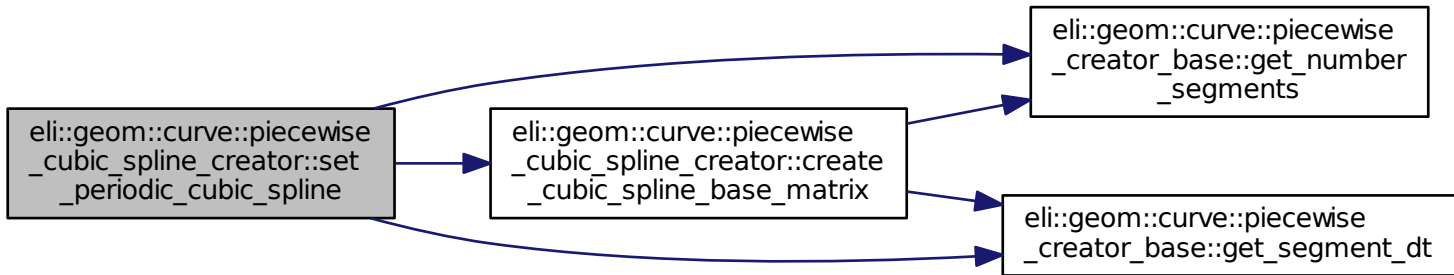 eli::geom::curve::piecewise
_cubic_spline_creator::set
_periodic_cubic_spline
eli::geom::curve::piecewise
_cubic_spline_creator::create
_cubic_spline_base_matrix
eli::geom::curve::piecewise
_creator_base::get_number
_segments
eli::geom::curve::piecewise
_creator_base::get_segment_dt